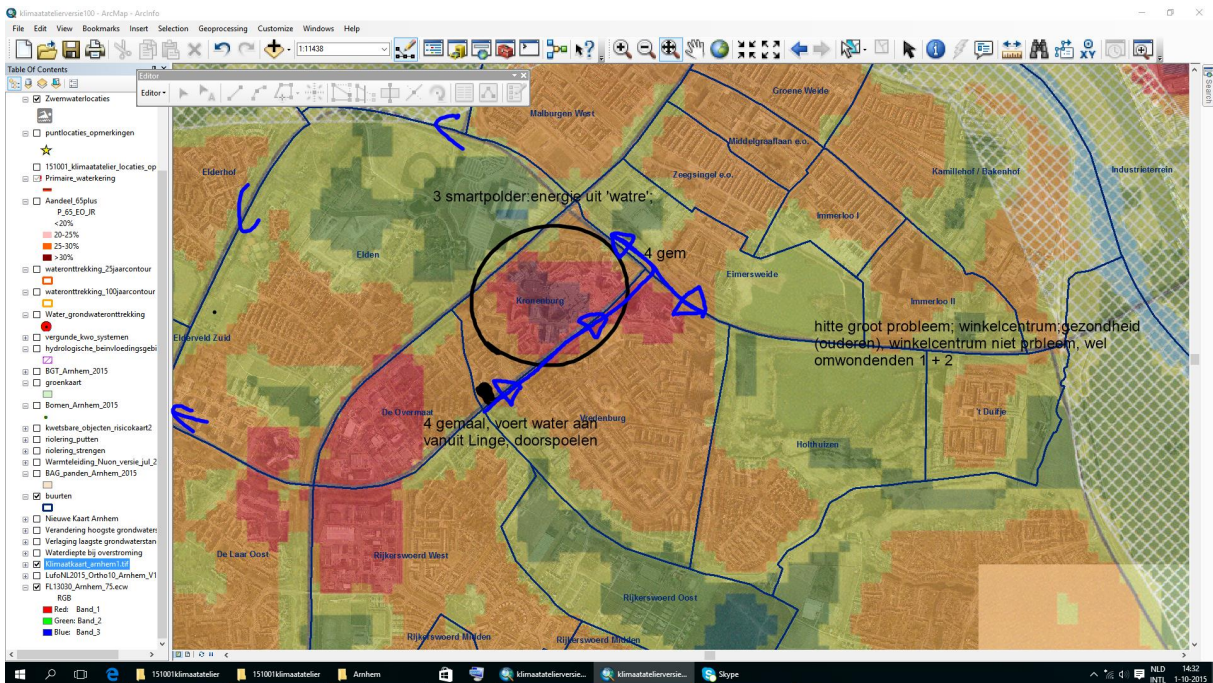 klimaatatelierversie100 - ArcMap - ArcInfo
File Edit View Bookmarks Insert Selection Geoprocessing Customize Windows Help
1:11438
Table Of Contents
Editor
Editor
Search
Zwemwaterlocaties
puntlocaties_opmerkingen
151001_klimaatatelier_locaties_op
Primaire_waterkering
Aandeel_65plus
P_65_EO_JR
<20%
20-25%
25-30%
>30%
wateronttrekking_25jaarcontour
wateronttrekking_100jaarcontour
Water_grondwateronttrekking
vergunde_kwo_systemen
hydrologische_beinvloedingsgebi
BGT_Arnhem_2015
groenkaart
Bomen_Arnhem_2015
kwetsbare_objecten_risicokaart2
riolering_putten
riolering_strengen
Warmteleiding_Nuon_versie_jul_2
BAG_panden_Arnhem_2015
buurten
Nieuwe Kaart Arnhem
Verandering hoogste grondwaters
Verlaging laagste grondwaterstan
Waterdiepte bij overstroming
Klimaatkaart_arnhem1.tif
LufoNL2015_Ortho10_Arnhem_V1
FL13030_Arnhem_75.ecw
RGB
Red: Band_1
Green: Band_2
Blue: Band_3
Groene Weide
Malburgen West
Middelgraaflaan e.o.
Elderhof
Zeegsingel e.o.
Kamillehof / Bakenhof
Industrieterrein
3 smartpolder:energie uit 'watre';
Immerloo I
Elden
4 gem
Eimersweide
Kronenburg
Immerloo II
Elderveld Zuid
hitte groot probleem; winkelcentrum;gezondheid
(ouderen), winkelcentrum niet prbleem, wel
omwondenden 1 + 2
De Overmaat
Vredenburg
't Duifje
4 gemaal, voert water aan
vanuit Linge, doorspoelen
Holthuizen
De Laar Oost
Rijkerswoerd West
Rijkerswoerd Oost
Rijkerswoerd Midden
Rijkerswoerd Midden
151001klimaatatelier
151001klimaatatelier
Arnhem
klimaatatelierversie...
klimaatatelierversie...
Skype
NLD
INTL
14:32
1-10-2015